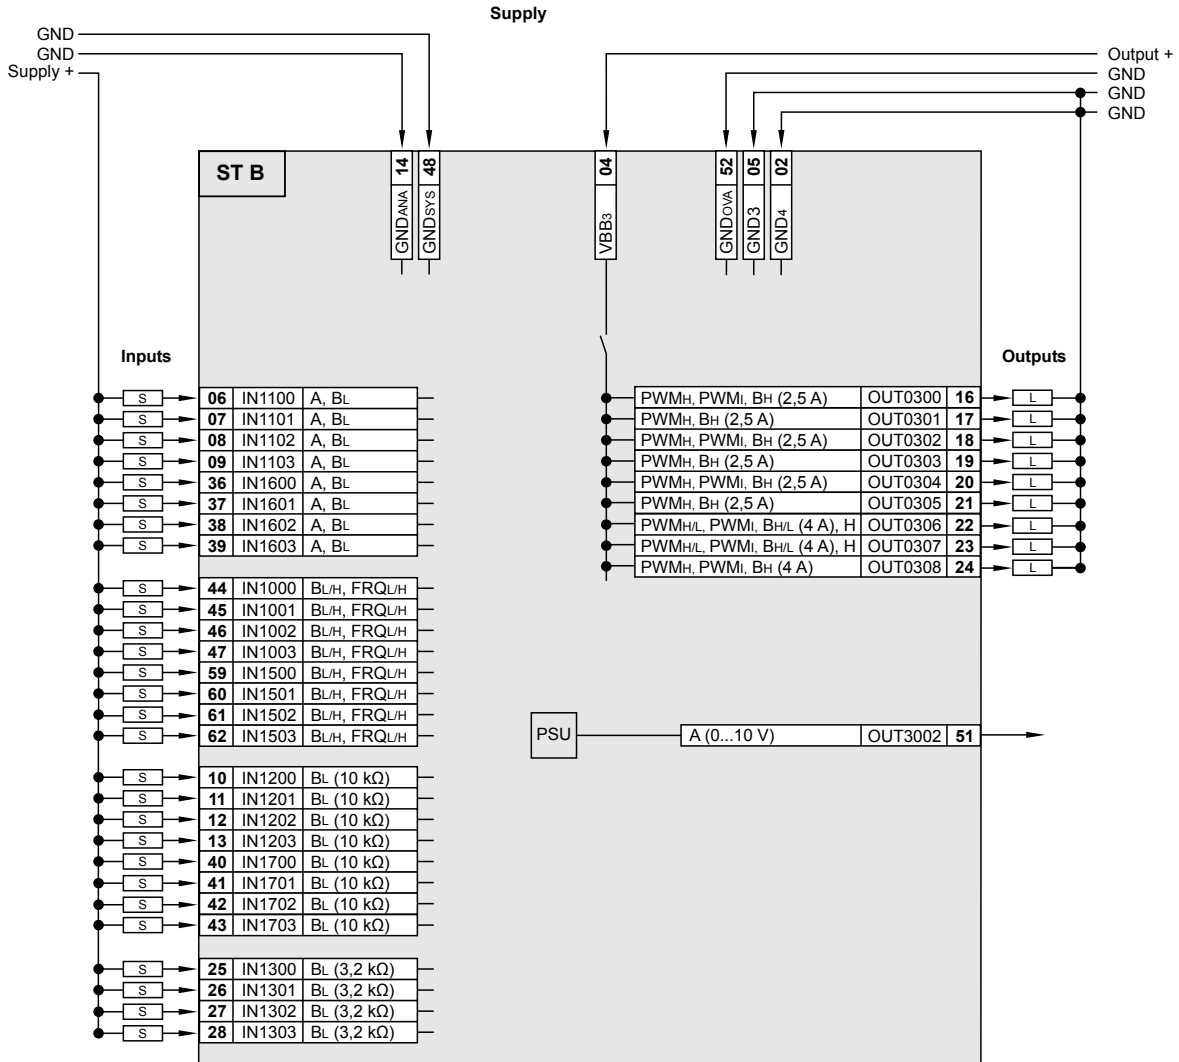 Supply
GND
GND
Supply +
Output +
GND
GND
GND
ST B
14 GNDANA
48 GNDSYS
04 VBB3
52 GNDOVA
05 GND3
02 GND4
Inputs
Outputs
S 06 IN1100 A, BL
S 07 IN1101 A, BL
S 08 IN1102 A, BL
S 09 IN1103 A, BL
S 36 IN1600 A, BL
S 37 IN1601 A, BL
S 38 IN1602 A, BL
S 39 IN1603 A, BL
PWMH, PWMI, BH (2,5 A) OUT0300 16 L
PWMH, BH (2,5 A) OUT0301 17 L
PWMH, PWMI, BH (2,5 A) OUT0302 18 L
PWMH, BH (2,5 A) OUT0303 19 L
PWMH, PWMI, BH (2,5 A) OUT0304 20 L
PWMH, BH (2,5 A) OUT0305 21 L
PWMH/L, PWMI, BH/L (4 A), H OUT0306 22 L
PWMH/L, PWMI, BH/L (4 A), H OUT0307 23 L
PWMH, PWMI, BH (4 A) OUT0308 24 L
S 44 IN1000 BL/H, FRQL/H
S 45 IN1001 BL/H, FRQL/H
S 46 IN1002 BL/H, FRQL/H
S 47 IN1003 BL/H, FRQL/H
S 59 IN1500 BL/H, FRQL/H
S 60 IN1501 BL/H, FRQL/H
S 61 IN1502 BL/H, FRQL/H
S 62 IN1503 BL/H, FRQL/H
PSU A (0...10 V) OUT3002 51
S 10 IN1200 BL (10 kΩ)
S 11 IN1201 BL (10 kΩ)
S 12 IN1202 BL (10 kΩ)
S 13 IN1203 BL (10 kΩ)
S 40 IN1700 BL (10 kΩ)
S 41 IN1701 BL (10 kΩ)
S 42 IN1702 BL (10 kΩ)
S 43 IN1703 BL (10 kΩ)
S 25 IN1300 BL (3,2 kΩ)
S 26 IN1301 BL (3,2 kΩ)
S 27 IN1302 BL (3,2 kΩ)
S 28 IN1303 BL (3,2 kΩ)